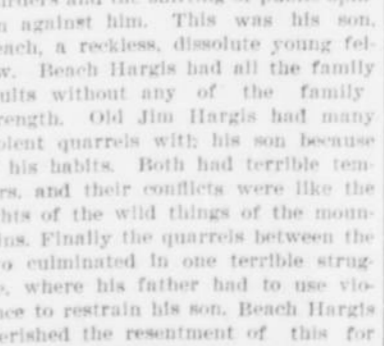 against him. This was his son,
each, a reckless, dissolute young fel-
w. Beach Hargis had all the family
ults without any of the family
rength. Old Jim Hargis had many
olent quarrels with his son because
his habits. Both had terrible tem-
rs, and their conflicts were like the
hts of the wild things of the moun-
ins. Finally the quarrels between the
o culminated in one terrible strug-
e, where his father had to use vio-
nce to restrain his son. Beach Hargis
erished the resentment of this for